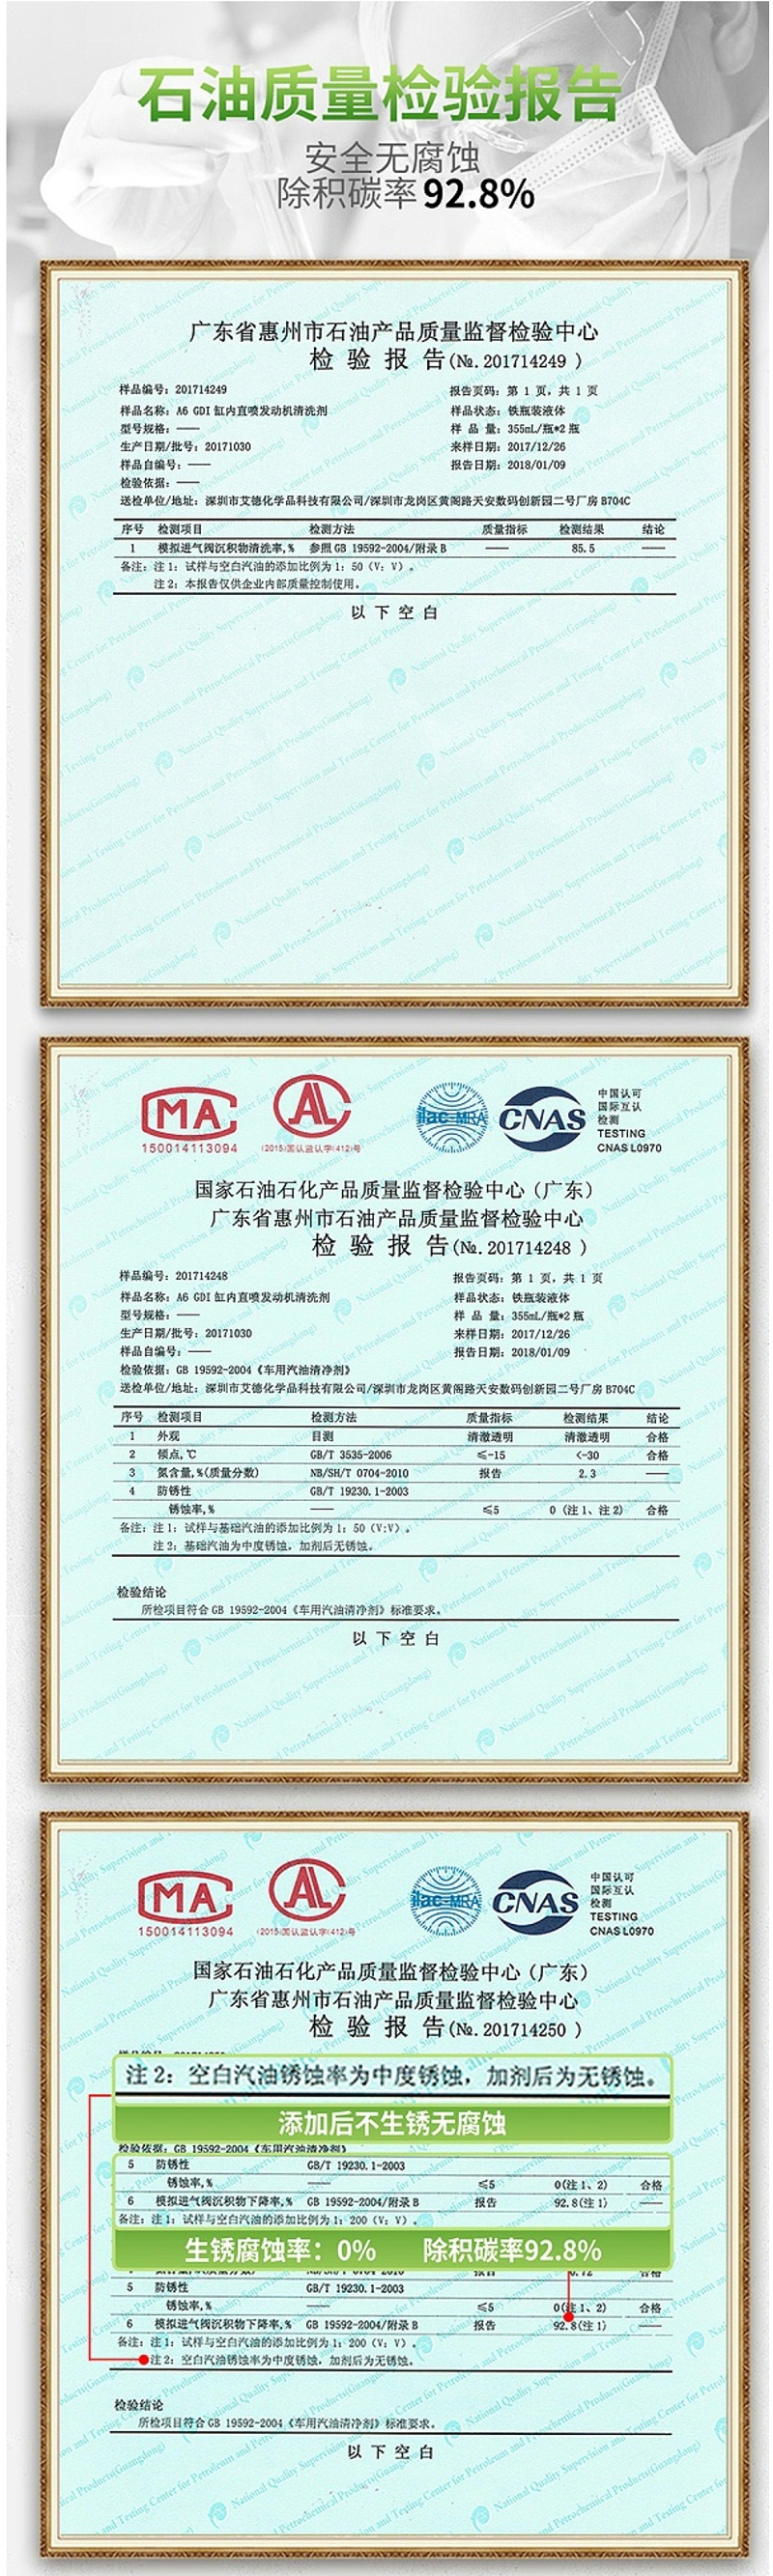 石油质量检验报告
安全无腐蚀
除积碳率92.8%
广东省惠州市石油产品质量监督检验中心
检 验 报 告(№.201714249 )
样品编号: 201714249 报告页码: 第 1 页, 共 1 页
样品名称: A6 GDI 缸内直喷发动机清洗剂 样品状态: 铁瓶装液体
型号规格: —— 样 品 量: 355mL/瓶*2 瓶
生产日期/批号: 20171030 来样日期: 2017/12/26
样品自编号: —— 报告日期: 2018/01/09
检验依据: ——
送检单位/地址: 深圳市艾德化学品科技有限公司/深圳市龙岗区黄阁路天安数码创新园二号厂房 B704C
序号 检测项目 检测方法 质量指标 检测结果 结论
1 模拟进气阀沉积物清洗率,% 参照 GB 19592-2004/附录 B —— 85.5 ——
备注: 注 1: 试样与空白汽油的添加比例为 1: 50 (V: V) 。
注 2: 本报告仅供企业内部质量控制使用。
以 下 空 白
MA
150014113094
AL
(2015)国认监认字(412)号
ilac-MRA
CNAS
中国认可
国际互认
检测
TESTING
CNAS L0970
国家石油石化产品质量监督检验中心（广东）
广东省惠州市石油产品质量监督检验中心
检 验 报 告(№.201714248 )
样品编号: 201714248 报告页码: 第 1 页, 共 1 页
样品名称: A6 GDI 缸内直喷发动机清洗剂 样品状态: 铁瓶装液体
型号规格: —— 样 品 量: 355mL/瓶*2 瓶
生产日期/批号: 20171030 来样日期: 2017/12/26
样品自编号: —— 报告日期: 2018/01/09
检验依据: GB 19592-2004《车用汽油清净剂》
送检单位/地址: 深圳市艾德化学品科技有限公司/深圳市龙岗区黄阁路天安数码创新园二号厂房 B704C
序号 检测项目 检测方法 质量指标 检测结果 结论
1 外观 目测 清澈透明 清澈透明 合格
2 倾点,℃ GB/T 3535-2006 ≤-15 <-30 合格
3 氮含量,%(质量分数) NB/SH/T 0704-2010 报告 2.3 ——
4 防锈性 GB/T 19230.1-2003
锈蚀率,% —— ≤5 0 (注 1、注 2) 合格
备注: 注 1: 试样与基础汽油的添加比例为 1: 50 (V:V) 。
注 2: 基础汽油为中度锈蚀, 加剂后无锈蚀。
检验结论
所检项目符合 GB 19592-2004《车用汽油清净剂》标准要求。
以 下 空 白
MA
150014113094
AL
(2015)国认监认字(412)号
ilac-MRA
CNAS
中国认可
国际互认
检测
TESTING
CNAS L0970
国家石油石化产品质量监督检验中心（广东）
广东省惠州市石油产品质量监督检验中心
检 验 报 告(№.201714250 )
注 2: 空白汽油锈蚀率为中度锈蚀, 加剂后为无锈蚀。
添加后不生锈无腐蚀
检验依据: GB 19592-2004《车用汽油清净剂》
5 防锈性 GB/T 19230.1-2003
锈蚀率,% —— ≤5 0(注 1、2) 合格
6 模拟进气阀沉积物下降率,% GB 19592-2004/附录 B 报告 92.8(注 1) ——
备注: 注 1: 试样与空白汽油的添加比例为 1: 200 (V: V) 。
生锈腐蚀率：0% 除积碳率92.8%
5 防锈性 GB/T 19230.1-2003
锈蚀率,% —— ≤5 0(注 1、2) 合格
6 模拟进气阀沉积物下降率,% GB 19592-2004/附录 B 报告 92.8(注 1) ——
备注: 注 1: 试样与空白汽油的添加比例为 1: 200 (V: V) 。
注 2: 空白汽油锈蚀率为中度锈蚀, 加剂后为无锈蚀。
检验结论
所检项目符合 GB 19592-2004《车用汽油清净剂》标准要求。
以 下 空 白